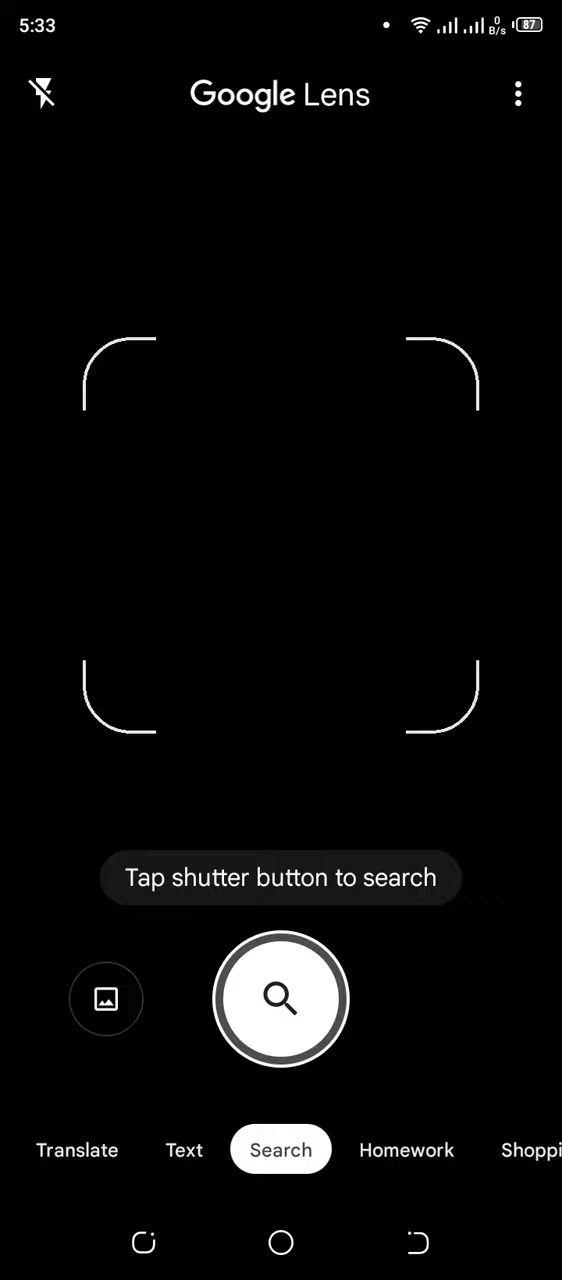 5:33
0
B/s
87
Google Lens
Tap shutter button to search
Translate Text Search Homework Shoppi